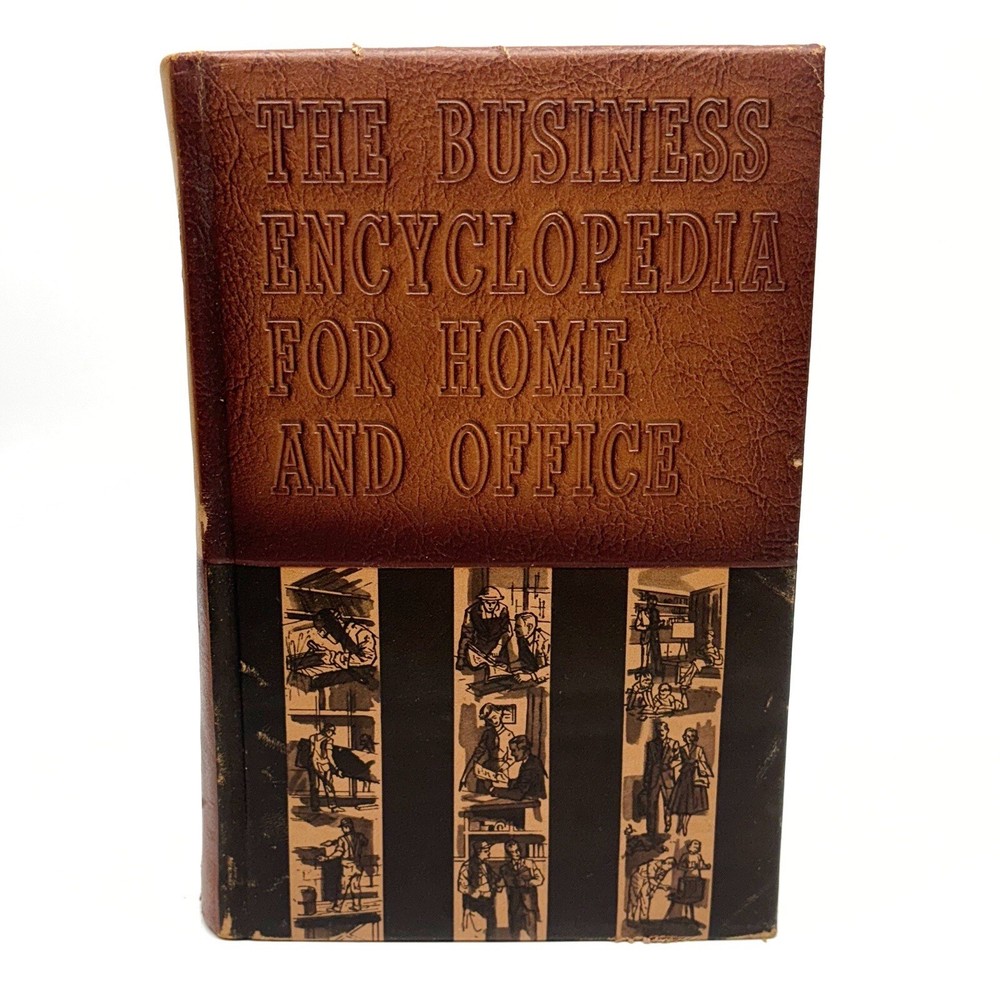 THE BUSINESS
ENCYCLOPEDIA
FOR HOME
AND OFFICE